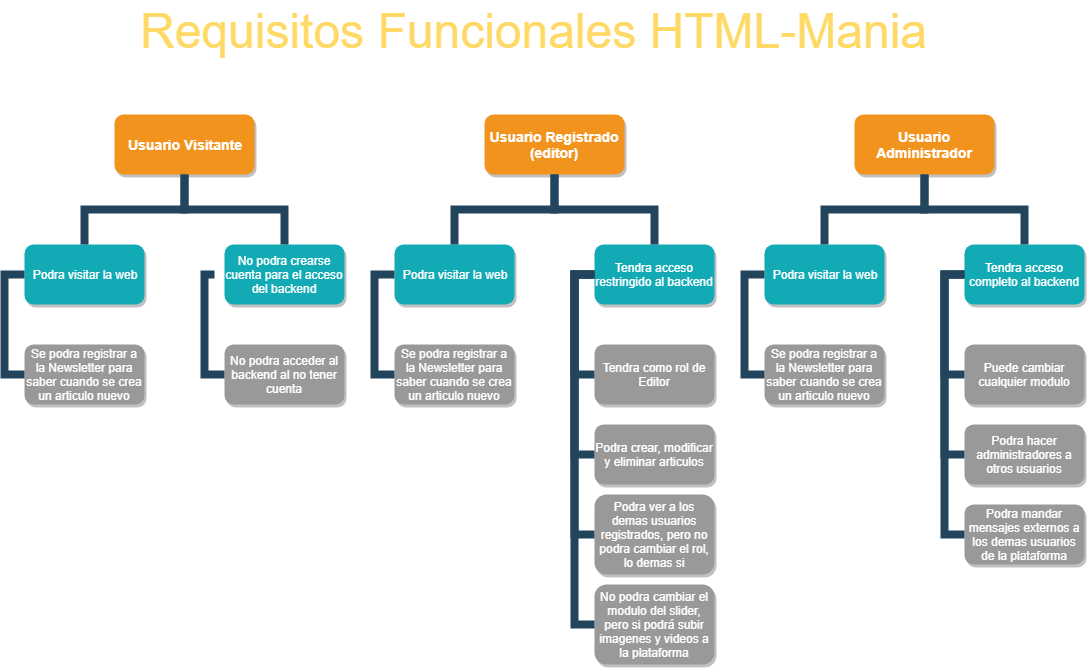 Requisitos Funcionales HTML-Mania
Usuario Visitante
Podra visitar la web
Se podra registrar a
la Newsletter para
saber cuando se crea
un articulo nuevo
No podra crearse
cuenta para el acceso
del backend
No podra acceder al
backend al no tener
cuenta
Usuario Registrado
(editor)
Podra visitar la web
Se podra registrar a
la Newsletter para
saber cuando se crea
un articulo nuevo
Tendra acceso
restringido al backend
Tendra como rol de
Editor
Podra crear, modificar
y eliminar articulos
Podra ver a los
demas usuarios
registrados, pero no
podra cambiar el rol,
lo demas si
No podra cambiar el
modulo del slider,
pero si podrá subir
imagenes y videos a
la plataforma
Usuario
Administrador
Podra visitar la web
Se podra registrar a
la Newsletter para
saber cuando se crea
un articulo nuevo
Tendra acceso
completo al backend
Puede cambiar
cualquier modulo
Podra hacer
administradores a
otros usuarios
Podra mandar
mensajes externos a
los demas usuarios
de la plataforma